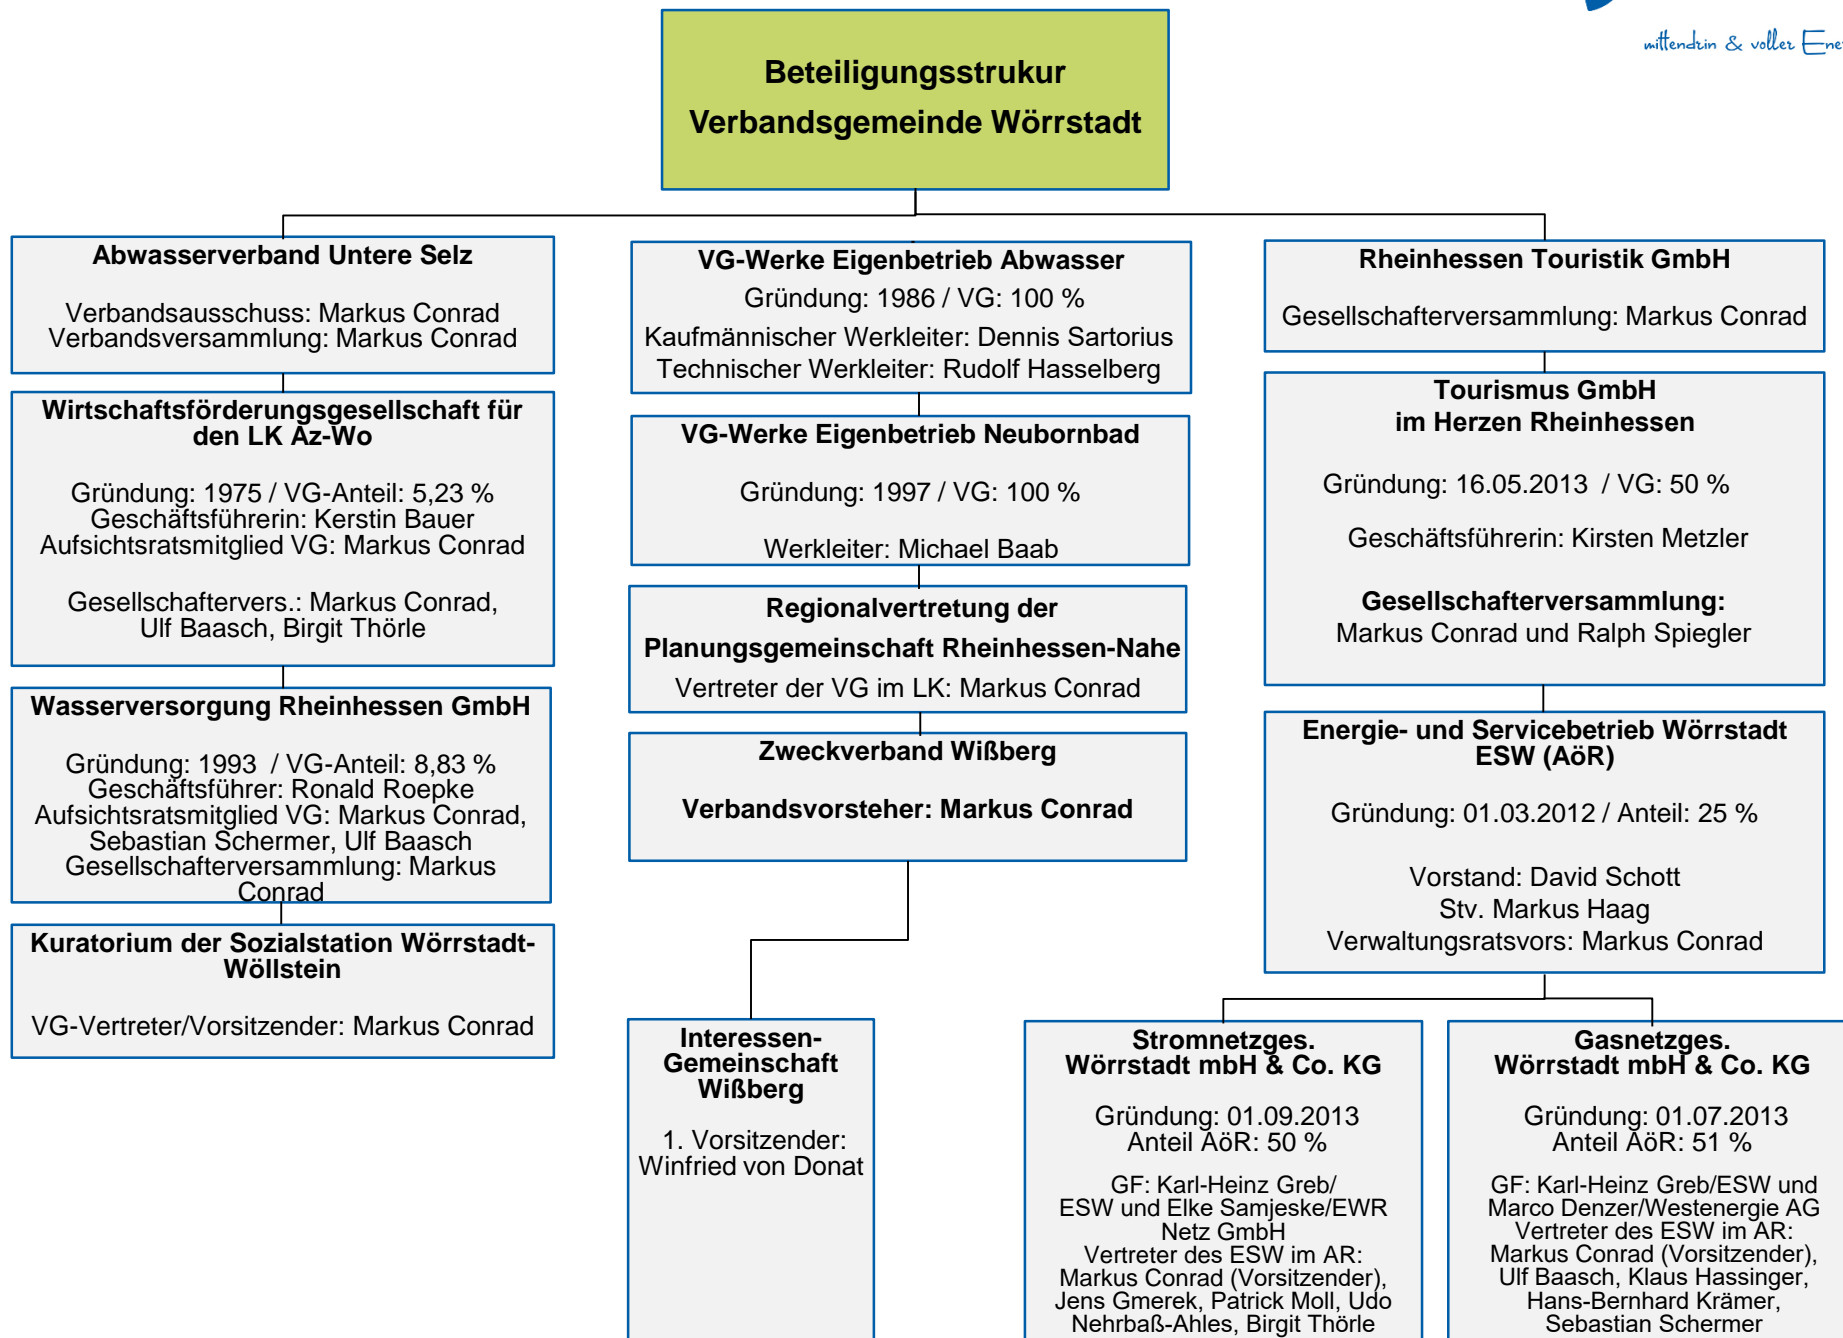 mittendrin & voller Ene
Beteiligungsstrukur
Verbandsgemeinde Wörrstadt
Abwasserverband Untere Selz
Verbandsausschuss: Markus Conrad
Verbandsversammlung: Markus Conrad
Wirtschaftsförderungsgesellschaft für
den LK Az-Wo
Gründung: 1975 / VG-Anteil: 5,23 %
Geschäftsführerin: Kerstin Bauer
Aufsichtsratsmitglied VG: Markus Conrad
Gesellschaftervers.: Markus Conrad,
Ulf Baasch, Birgit Thörle
Wasserversorgung Rheinhessen GmbH
Gründung: 1993 / VG-Anteil: 8,83 %
Geschäftsführer: Ronald Roepke
Aufsichtsratsmitglied VG: Markus Conrad,
Sebastian Schermer, Ulf Baasch
Gesellschafterversammlung: Markus
Conrad
Kuratorium der Sozialstation Wörrstadt-
Wöllstein
VG-Vertreter/Vorsitzender: Markus Conrad
VG-Werke Eigenbetrieb Abwasser
Gründung: 1986 / VG: 100 %
Kaufmännischer Werkleiter: Dennis Sartorius
Technischer Werkleiter: Rudolf Hasselberg
VG-Werke Eigenbetrieb Neubornbad
Gründung: 1997 / VG: 100 %
Werkleiter: Michael Baab
Regionalvertretung der
Planungsgemeinschaft Rheinhessen-Nahe
Vertreter der VG im LK: Markus Conrad
Zweckverband Wißberg
Verbandsvorsteher: Markus Conrad
Interessen-
Gemeinschaft
Wißberg
1. Vorsitzender:
Winfried von Donat
Rheinhessen Touristik GmbH
Gesellschafterversammlung: Markus Conrad
Tourismus GmbH
im Herzen Rheinhessen
Gründung: 16.05.2013 / VG: 50 %
Geschäftsführerin: Kirsten Metzler
Gesellschafterversammlung:
Markus Conrad und Ralph Spiegler
Energie- und Servicebetrieb Wörrstadt
ESW (AöR)
Gründung: 01.03.2012 / Anteil: 25 %
Vorstand: David Schott
Stv. Markus Haag
Verwaltungsratsvors: Markus Conrad
Stromnetzges.
Wörrstadt mbH & Co. KG
Gründung: 01.09.2013
Anteil AöR: 50 %
GF: Karl-Heinz Greb/
ESW und Elke Samjeske/EWR
Netz GmbH
Vertreter des ESW im AR:
Markus Conrad (Vorsitzender),
Jens Gmerek, Patrick Moll, Udo
Nehrbaß-Ahles, Birgit Thörle
Gasnetzges.
Wörrstadt mbH & Co. KG
Gründung: 01.07.2013
Anteil AöR: 51 %
GF: Karl-Heinz Greb/ESW und
Marco Denzer/Westenergie AG
Vertreter des ESW im AR:
Markus Conrad (Vorsitzender),
Ulf Baasch, Klaus Hassinger,
Hans-Bernhard Krämer,
Sebastian Schermer